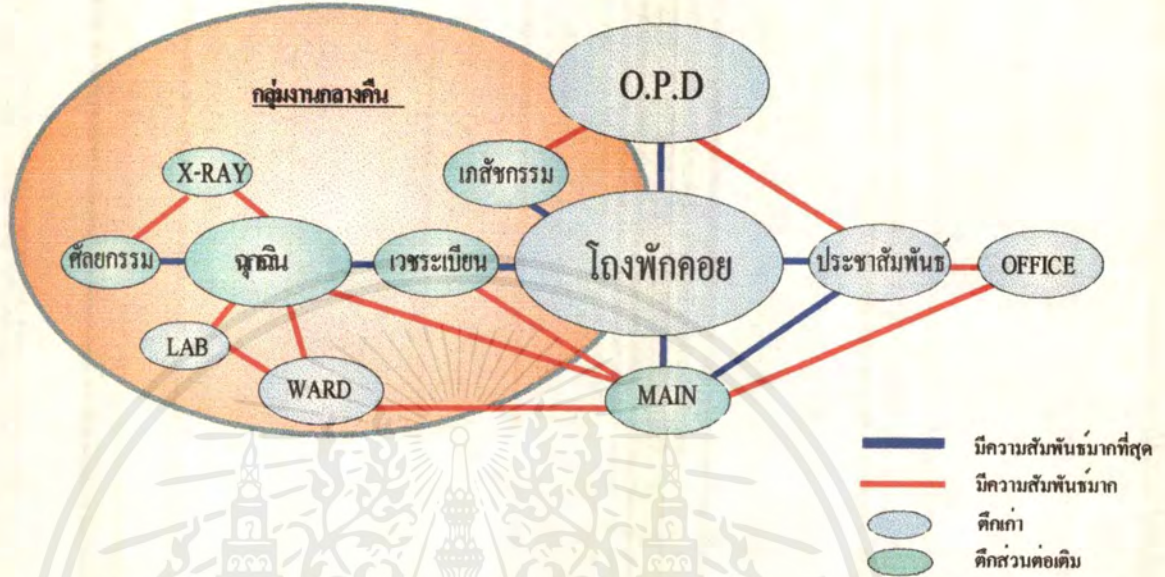 กลุ่มงานกลางคืน
O.P.D
เภสัชกรรม
X-RAY
ศัลยกรรม
ฉุกเฉิน
เวชระเบียน
โถงพักคอย
ประชาสัมพันธ์
OFFICE
LAB
WARD
MAIN
มีความสัมพันธ์มากที่สุด
มีความสัมพันธ์มาก
ตึกเก่า
ตึกส่วนต่อเติม